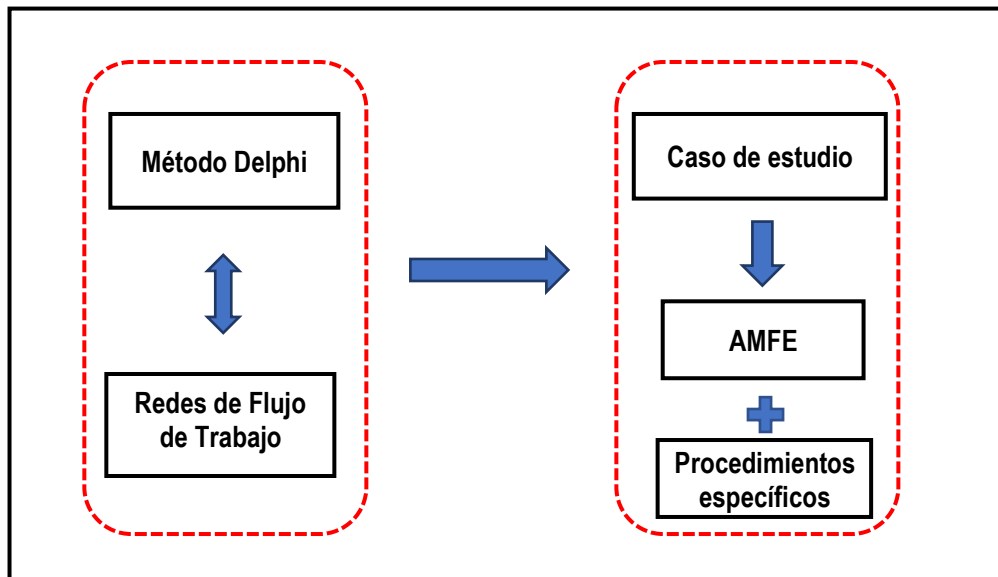 Método Delphi
Redes de Flujo
de Trabajo
Caso de estudio
AMFE
Procedimientos
específicos